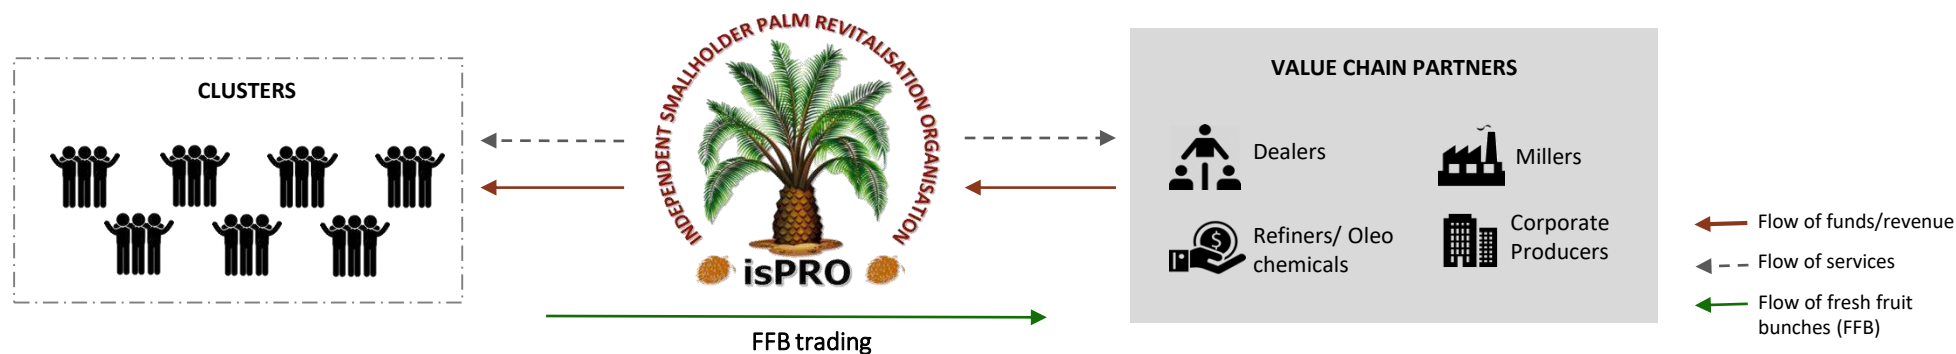 CLUSTERS
INDEPENDENT SMALLHOLDER PALM REVITALISATION ORGANISATION
isPRO
FFB trading
VALUE CHAIN PARTNERS
Dealers
Millers
Refiners/ Oleo
chemicals
Corporate
Producers
Flow of funds/revenue
Flow of services
Flow of fresh fruit
bunches (FFB)